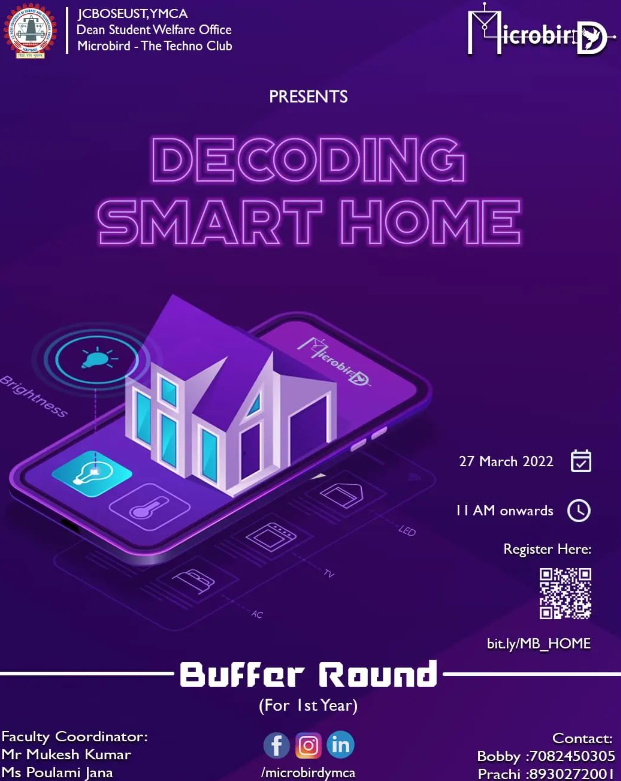 JCBOSEUST,YMCA
Dean Student Welfare Office
Microbird - The Techno Club
MicrobirD
PRESENTS
DECODING
SMART HOME
MicrobirD
Brightness
27 March 2022
11 AM onwards
LED
Register Here:
TV
AC
bit.ly/MB_HOME
Buffer Round
(For 1st Year)
Faculty Coordinator:
Mr Mukesh Kumar
Ms Poulami Jana
/microbirdymca
Contact:
Bobby :7082450305
Prachi :8930272001